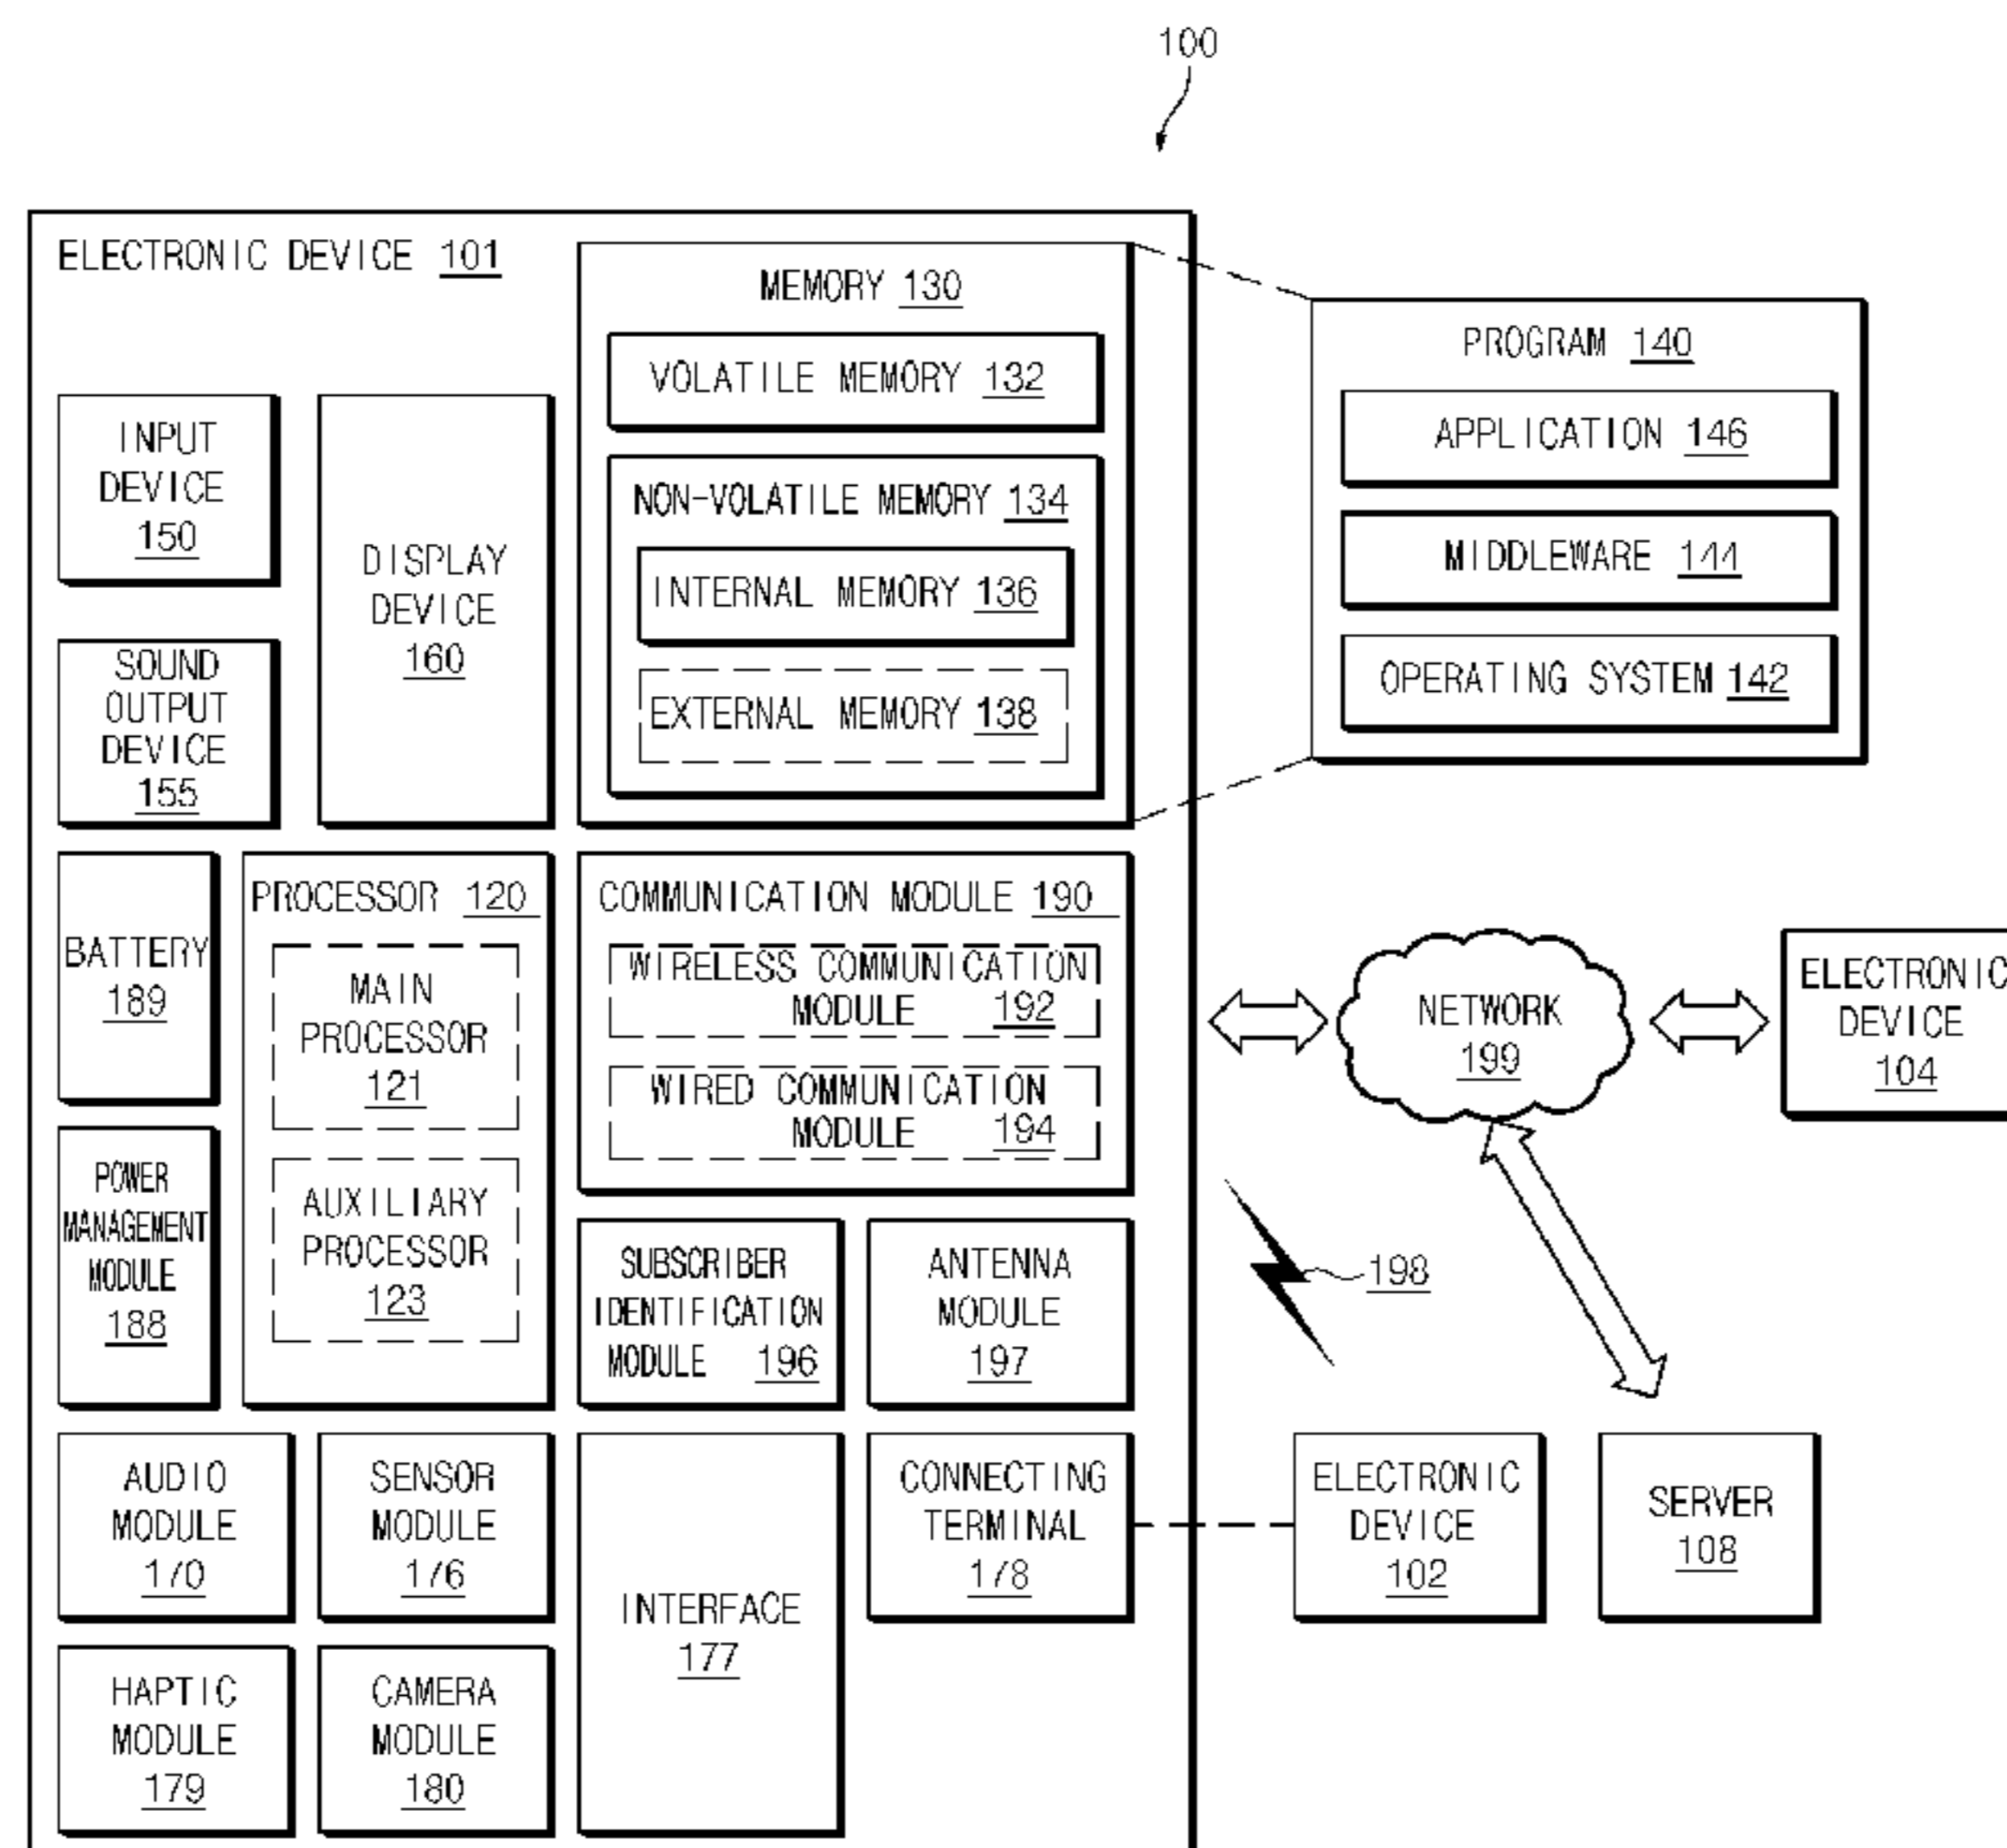 100
ELECTRONIC DEVICE 101
MEMORY 130
VOLATILE MEMORY 132
NON-VOLATILE MEMORY 134
INTERNAL MEMORY 136
EXTERNAL MEMORY 138
PROGRAM 140
APPLICATION 146
MIDDLEWARE 144
OPERATING SYSTEM 142
INPUT
DEVICE
150
SOUND
OUTPUT
DEVICE
155
DISPLAY
DEVICE
160
BATTERY
189
POWER
MANAGEMENT
MODULE
188
PROCESSOR 120
MAIN
PROCESSOR
121
AUXILIARY
PROCESSOR
123
COMMUNICATION MODULE 190
WIRELESS COMMUNICATION
MODULE 192
WIRED COMMUNICATION
MODULE 194
SUBSCRIBER
IDENTIFICATION
MODULE 196
ANTENNA
MODULE
197
NETWORK
199
ELECTRONIC
DEVICE
104
198
AUDIO
MODULE
170
SENSOR
MODULE
176
INTERFACE
177
CONNECTING
TERMINAL
178
ELECTRONIC
DEVICE
102
SERVER
108
HAPTIC
MODULE
179
CAMERA
MODULE
180